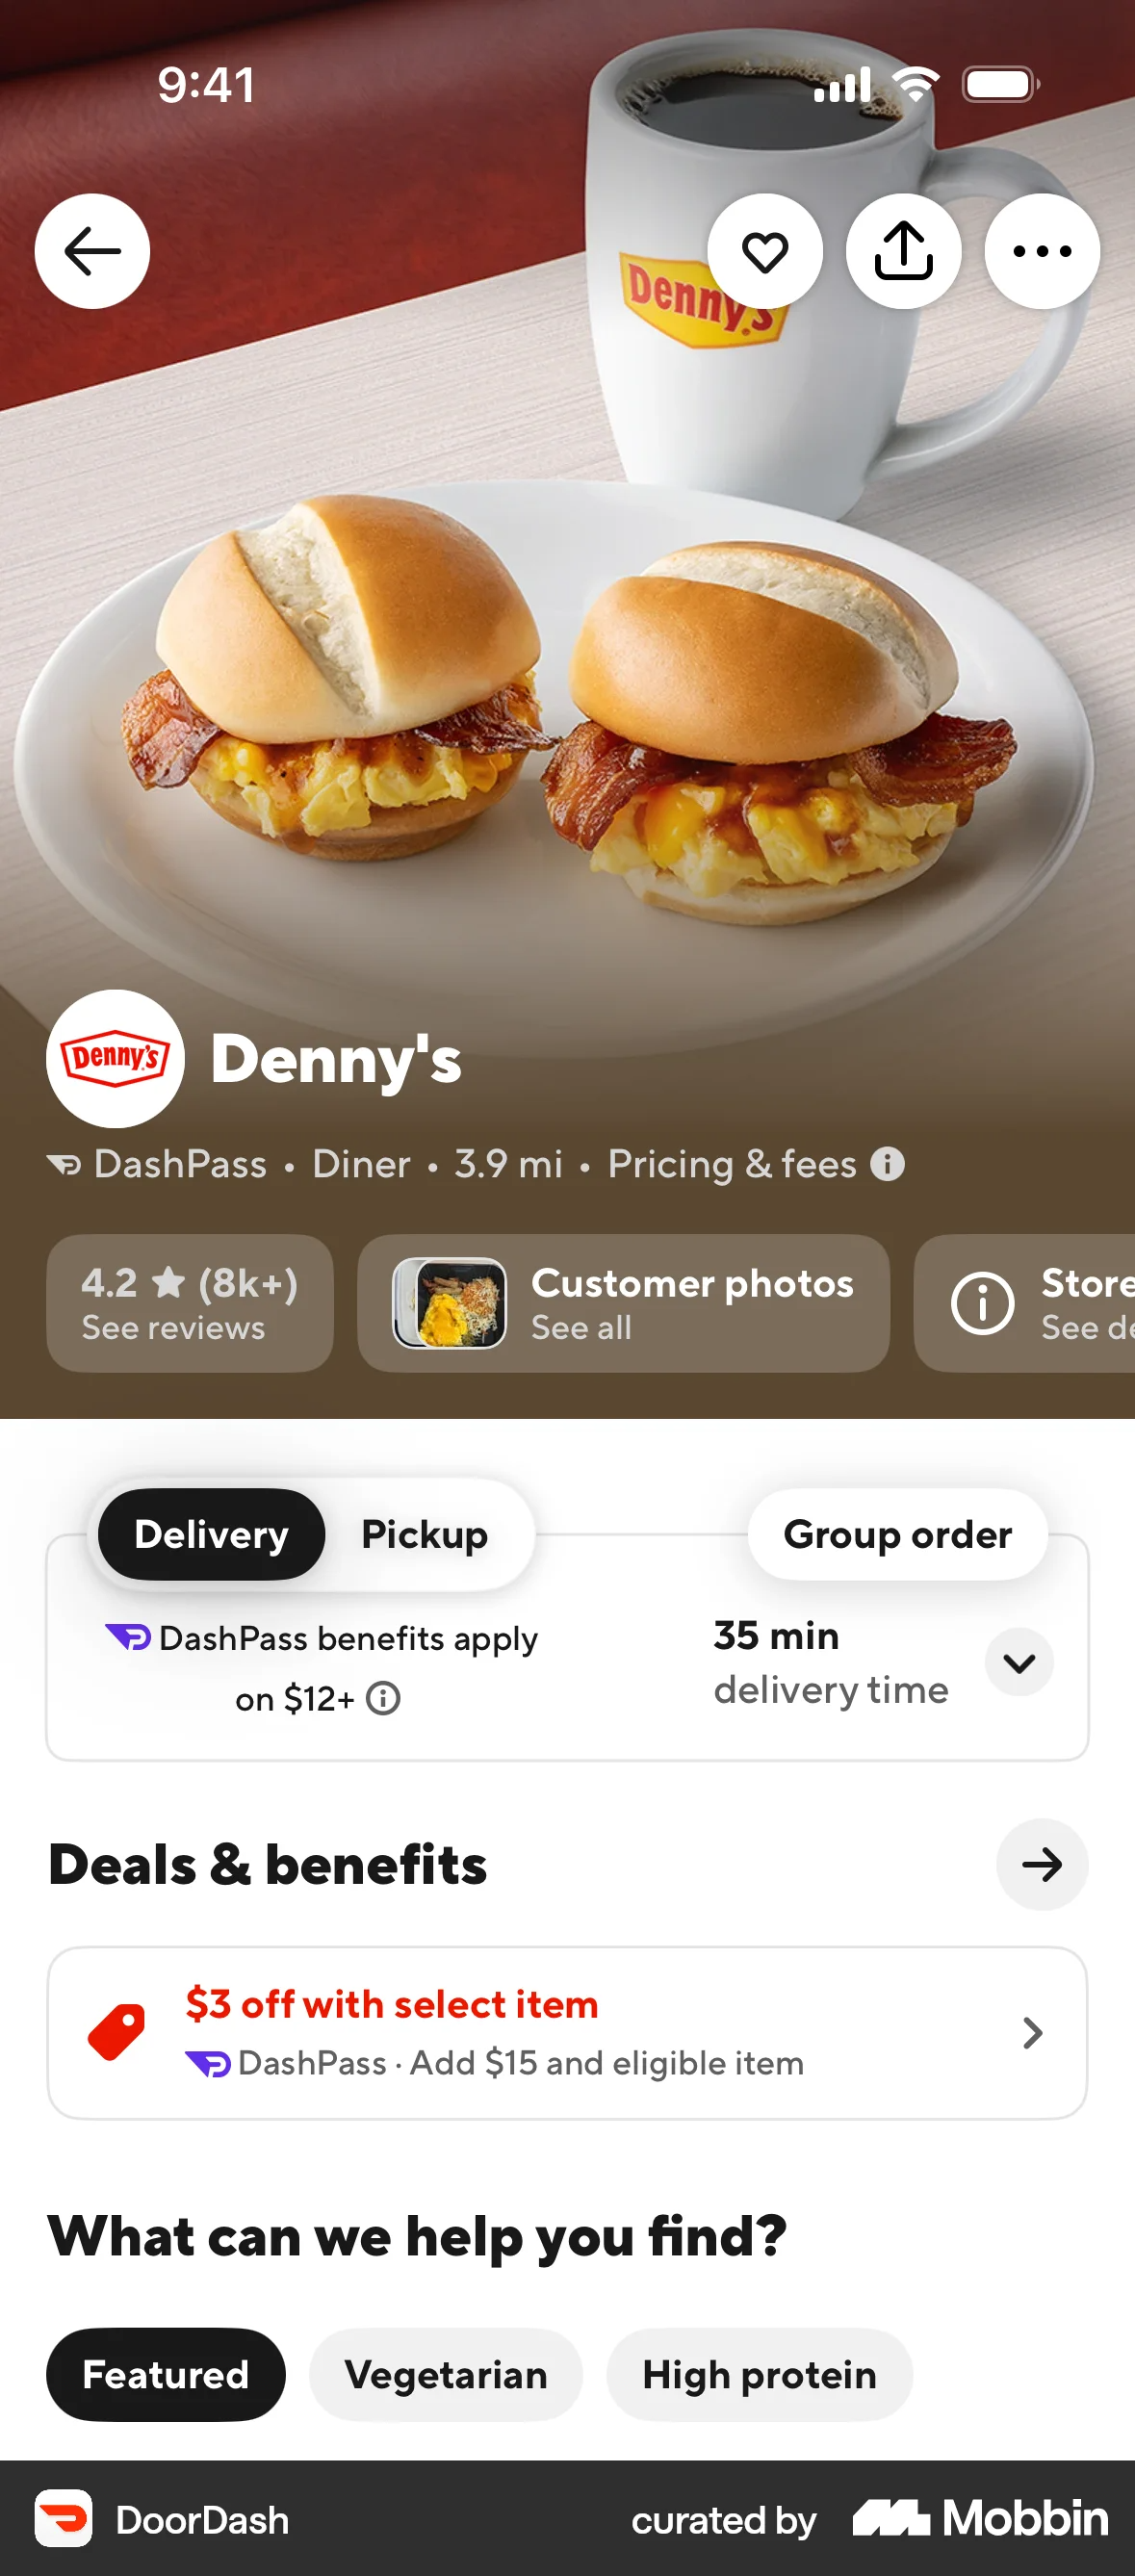 9:41
Denny's
Denny's
Denny's
DashPass • Diner • 3.9 mi • Pricing & fees
4.2 ★ (8k+)
See reviews
Customer photos
See all
Store
See de
Delivery
Pickup
Group order
DashPass benefits apply
on $12+
35 min
delivery time
Deals & benefits
$3 off with select item
DashPass · Add $15 and eligible item
What can we help you find?
Featured
Vegetarian
High protein
DoorDash
curated by Mobbin